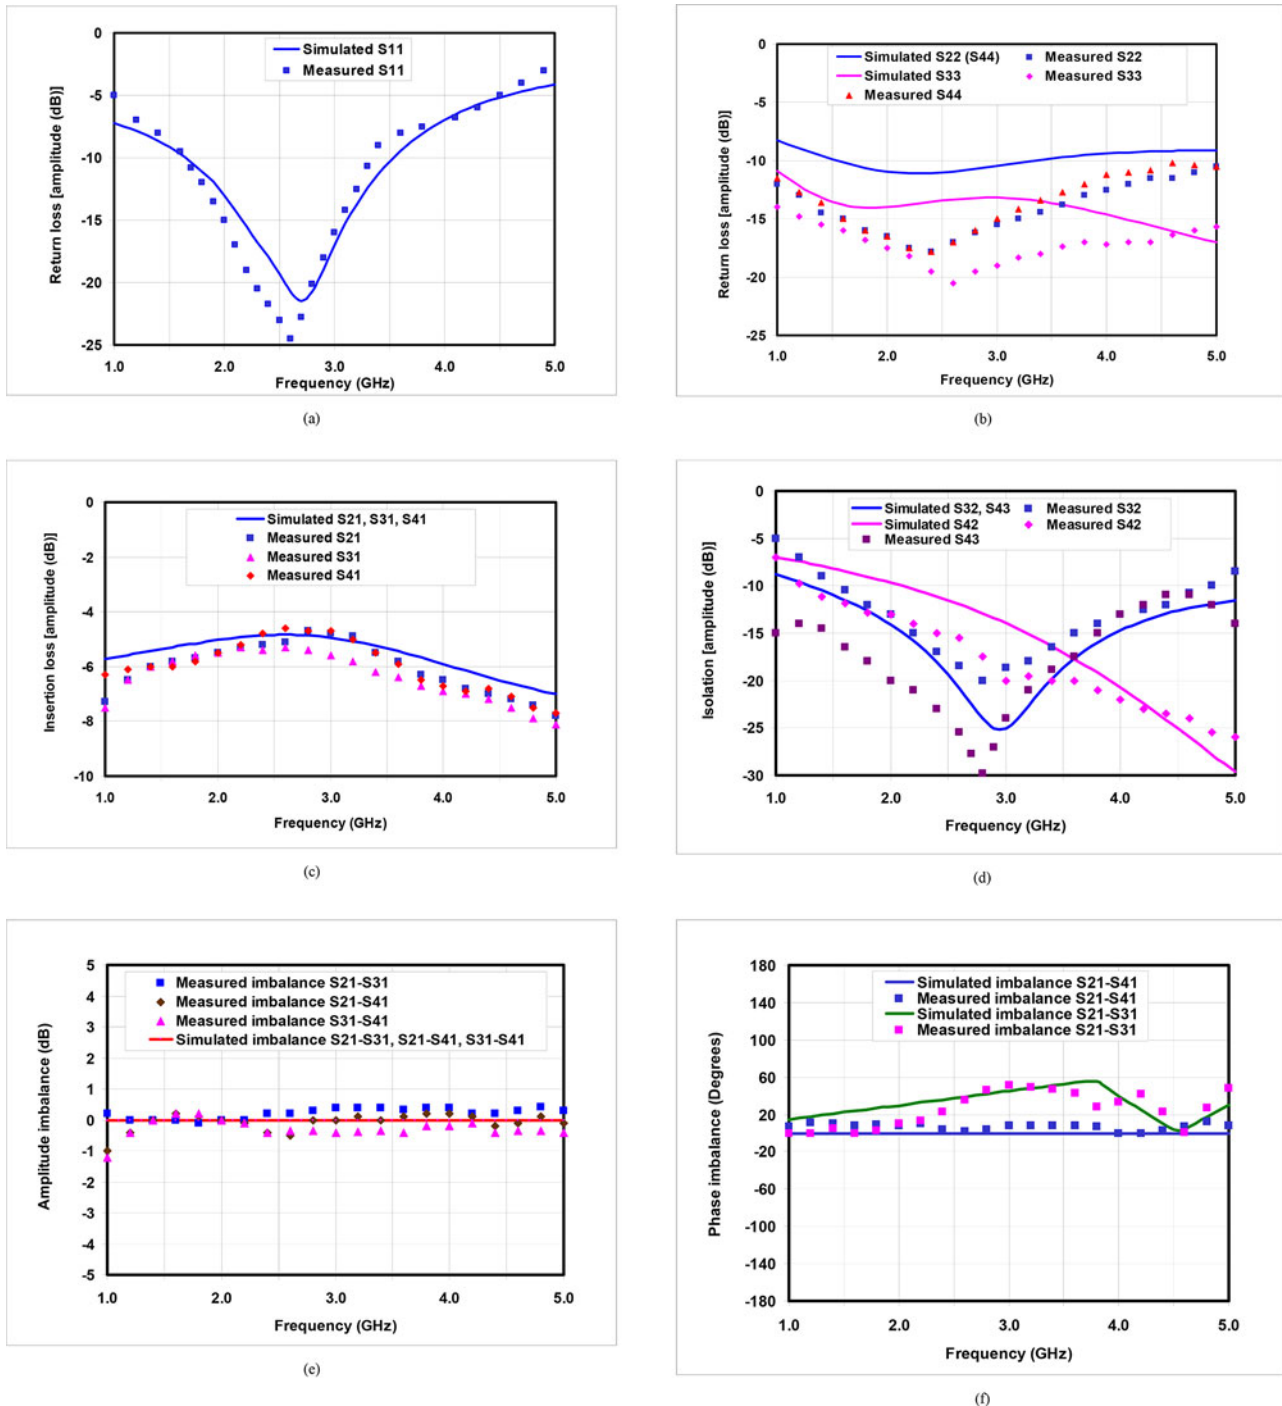 0
-5
-10
-15
-20
-25
Return loss [amplitude (dB)]
Simulated S11
Measured S11
1.0 2.0 3.0 4.0 5.0
Frequency (GHz)
(a)
0
-5
-10
-15
-20
-25
Return loss [amplitude (dB)]
Simulated S22 (S44) Measured S22
Simulated S33 Measured S33
Measured S44
1.0 2.0 3.0 4.0 5.0
Frequency (GHz)
(b)
0
-2
-4
-6
-8
-10
Insertion loss [amplitude (dB)]
Simulated S21, S31, S41
Measured S21
Measured S31
Measured S41
1.0 2.0 3.0 4.0 5.0
Frequency (GHz)
(c)
0
-5
-10
-15
-20
-25
-30
Isolation [amplitude (dB)]
Simulated S32, S43 Measured S32
Simulated S42 Measured S42
Measured S43
1.0 2.0 3.0 4.0 5.0
Frequency (GHz)
(d)
5
4
3
2
1
0
-1
-2
-3
-4
-5
Amplitude imbalance (dB)
Measured imbalance S21-S31
Measured imbalance S21-S41
Measured imbalance S31-S41
Simulated imbalance S21-S31, S21-S41, S31-S41
1.0 2.0 3.0 4.0 5.0
Frequency (GHz)
(e)
180
140
100
60
20
-20
-60
-100
-140
-180
Phase imbalance (Degrees)
Simulated imbalance S21-S41
Measured imbalance S21-S41
Simulated imbalance S21-S31
Measured imbalance S21-S31
1.0 2.0 3.0 4.0 5.0
Frequency (GHz)
(f)